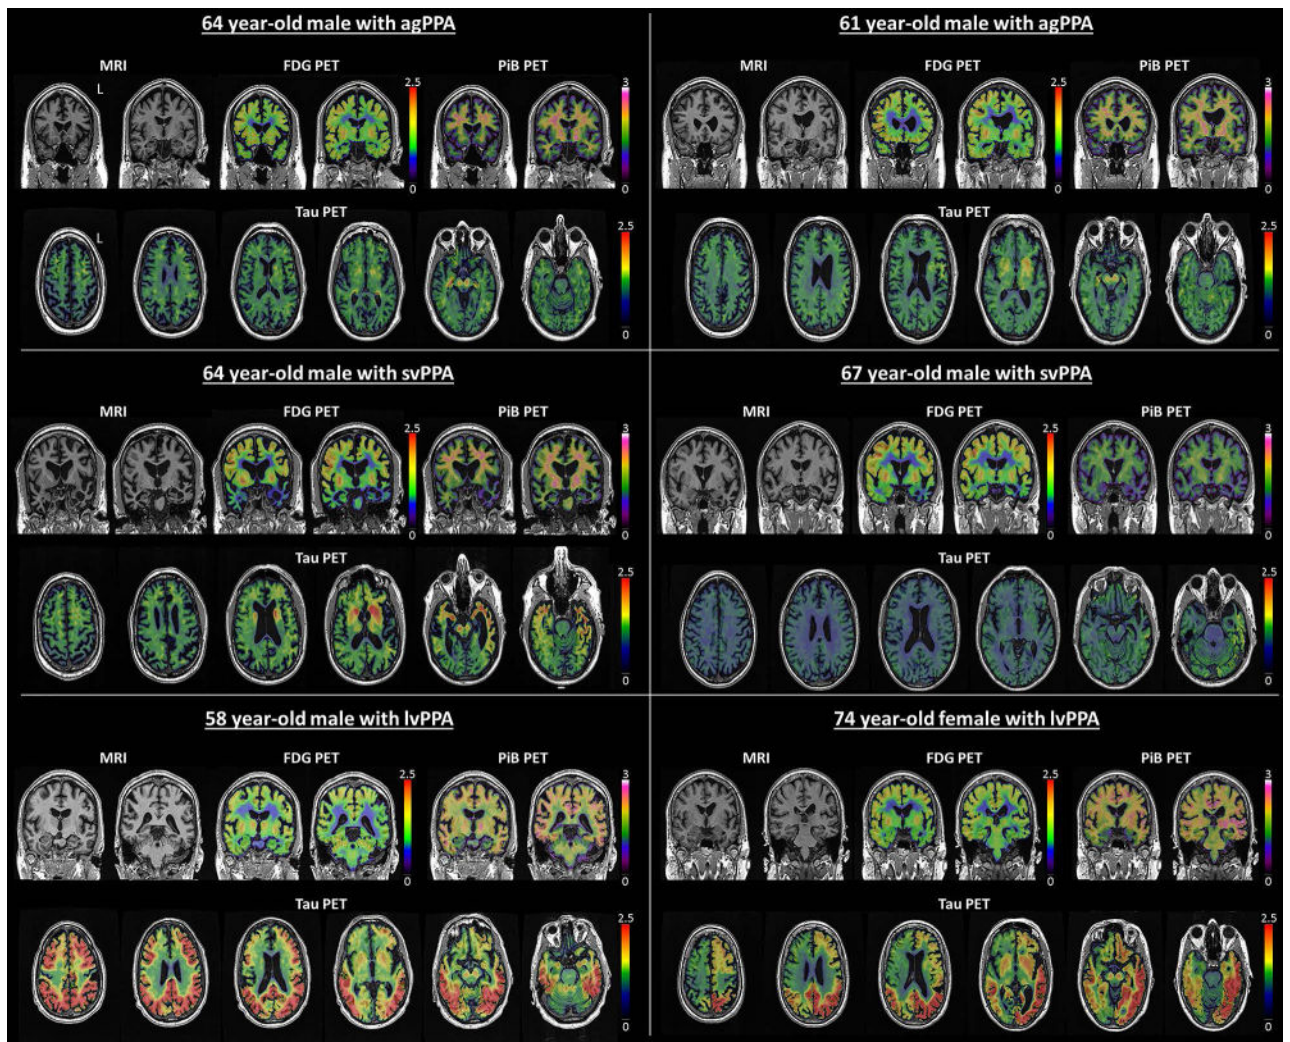 64 year-old male with agPPA
MRI FDG PET PiB PET
L
2.5
3
0
0
Tau PET
L
2.5
0
61 year-old male with agPPA
MRI FDG PET PiB PET
2.5
3
0
0
Tau PET
2.5
0
64 year-old male with svPPA
MRI FDG PET PiB PET
2.5
3
0
0
Tau PET
2.5
0
67 year-old male with svPPA
MRI FDG PET PiB PET
2.5
3
0
0
Tau PET
2.5
0
58 year-old male with lvPPA
MRI FDG PET PiB PET
2.5
3
0
0
Tau PET
2.5
0
74 year-old female with lvPPA
MRI FDG PET PiB PET
2.5
3
0
0
Tau PET
2.5
0